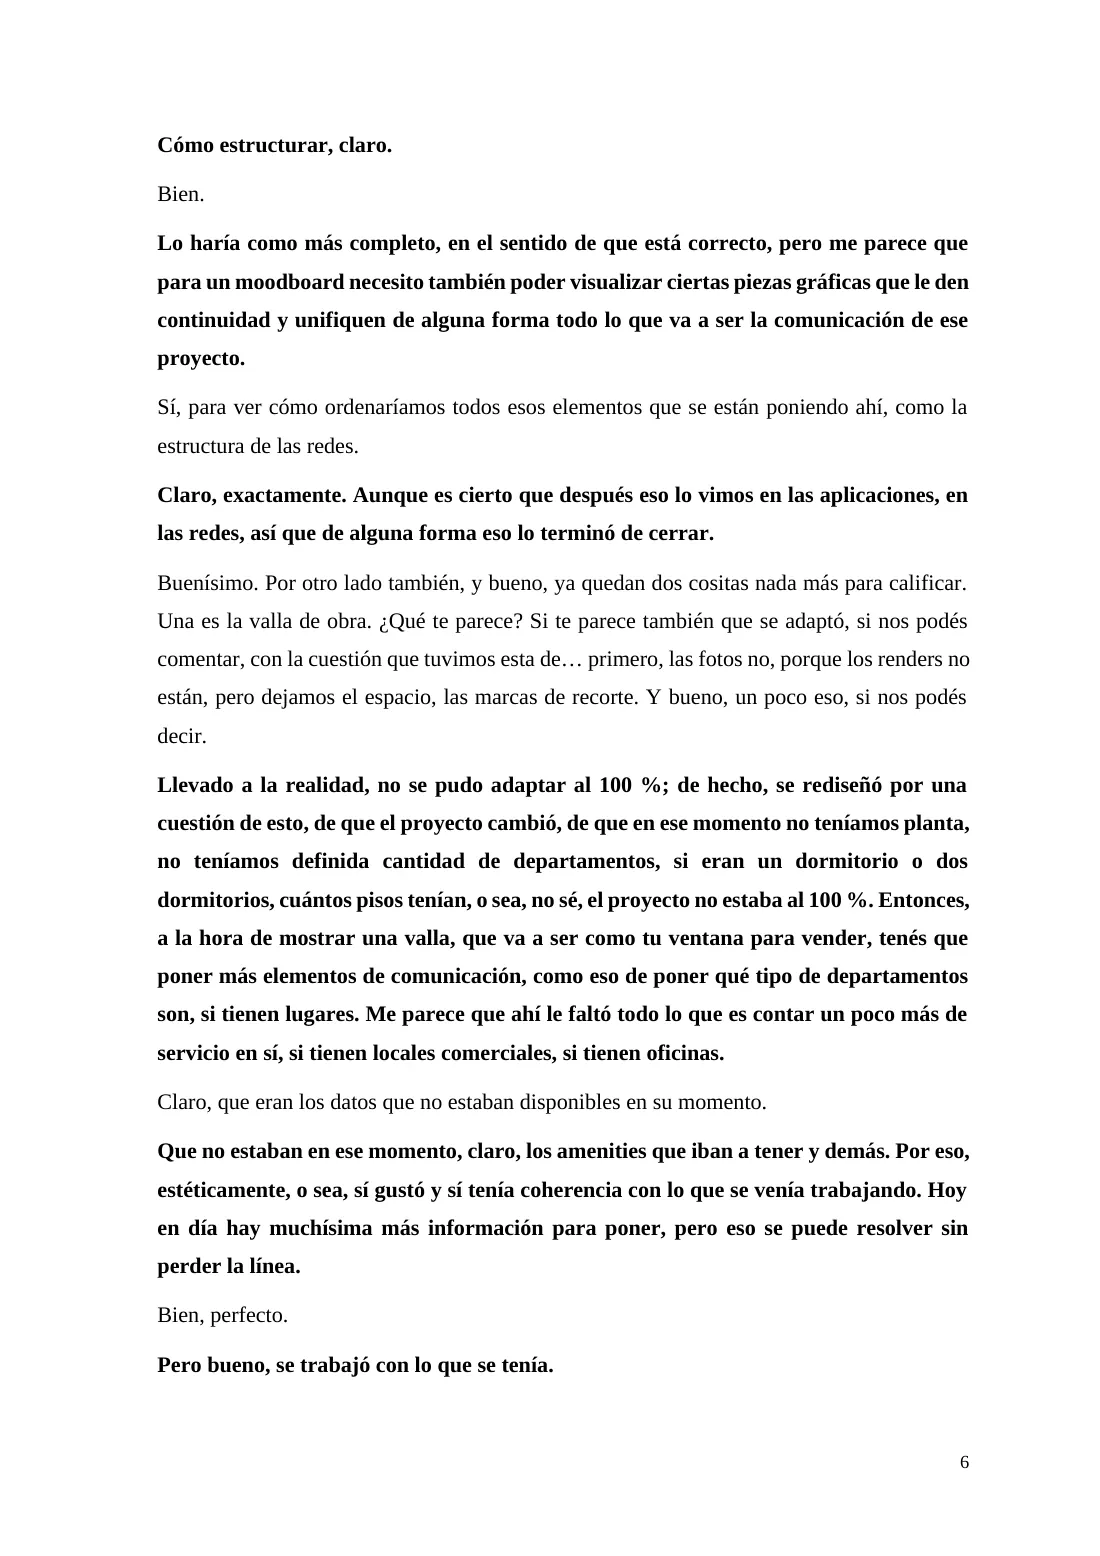 Cómo estructurar, claro.
Bien.
Lo haría como más completo, en el sentido de que está correcto, pero me parece que
para un moodboard necesito también poder visualizar ciertas piezas gráficas que le den
continuidad y unifiquen de alguna forma todo lo que va a ser la comunicación de ese
proyecto.
Sí, para ver cómo ordenaríamos todos esos elementos que se están poniendo ahí, como la
estructura de las redes.
Claro, exactamente. Aunque es cierto que después eso lo vimos en las aplicaciones, en
las redes, así que de alguna forma eso lo terminó de cerrar.
Buenísimo. Por otro lado también, y bueno, ya quedan dos cositas nada más para calificar.
Una es la valla de obra. ¿Qué te parece? Si te parece también que se adaptó, si nos podés
comentar, con la cuestión que tuvimos esta de… primero, las fotos no, porque los renders no
están, pero dejamos el espacio, las marcas de recorte. Y bueno, un poco eso, si nos podés
decir.
Llevado a la realidad, no se pudo adaptar al 100 %; de hecho, se rediseñó por una
cuestión de esto, de que el proyecto cambió, de que en ese momento no teníamos planta,
no teníamos definida cantidad de departamentos, si eran un dormitorio o dos
dormitorios, cuántos pisos tenían, o sea, no sé, el proyecto no estaba al 100 %. Entonces,
a la hora de mostrar una valla, que va a ser como tu ventana para vender, tenés que
poner más elementos de comunicación, como eso de poner qué tipo de departamentos
son, si tienen lugares. Me parece que ahí le faltó todo lo que es contar un poco más de
servicio en sí, si tienen locales comerciales, si tienen oficinas.
Claro, que eran los datos que no estaban disponibles en su momento.
Que no estaban en ese momento, claro, los amenities que iban a tener y demás. Por eso,
estéticamente, o sea, sí gustó y sí tenía coherencia con lo que se venía trabajando. Hoy
en día hay muchísima más información para poner, pero eso se puede resolver sin
perder la línea.
Bien, perfecto.
Pero bueno, se trabajó con lo que se tenía.
6